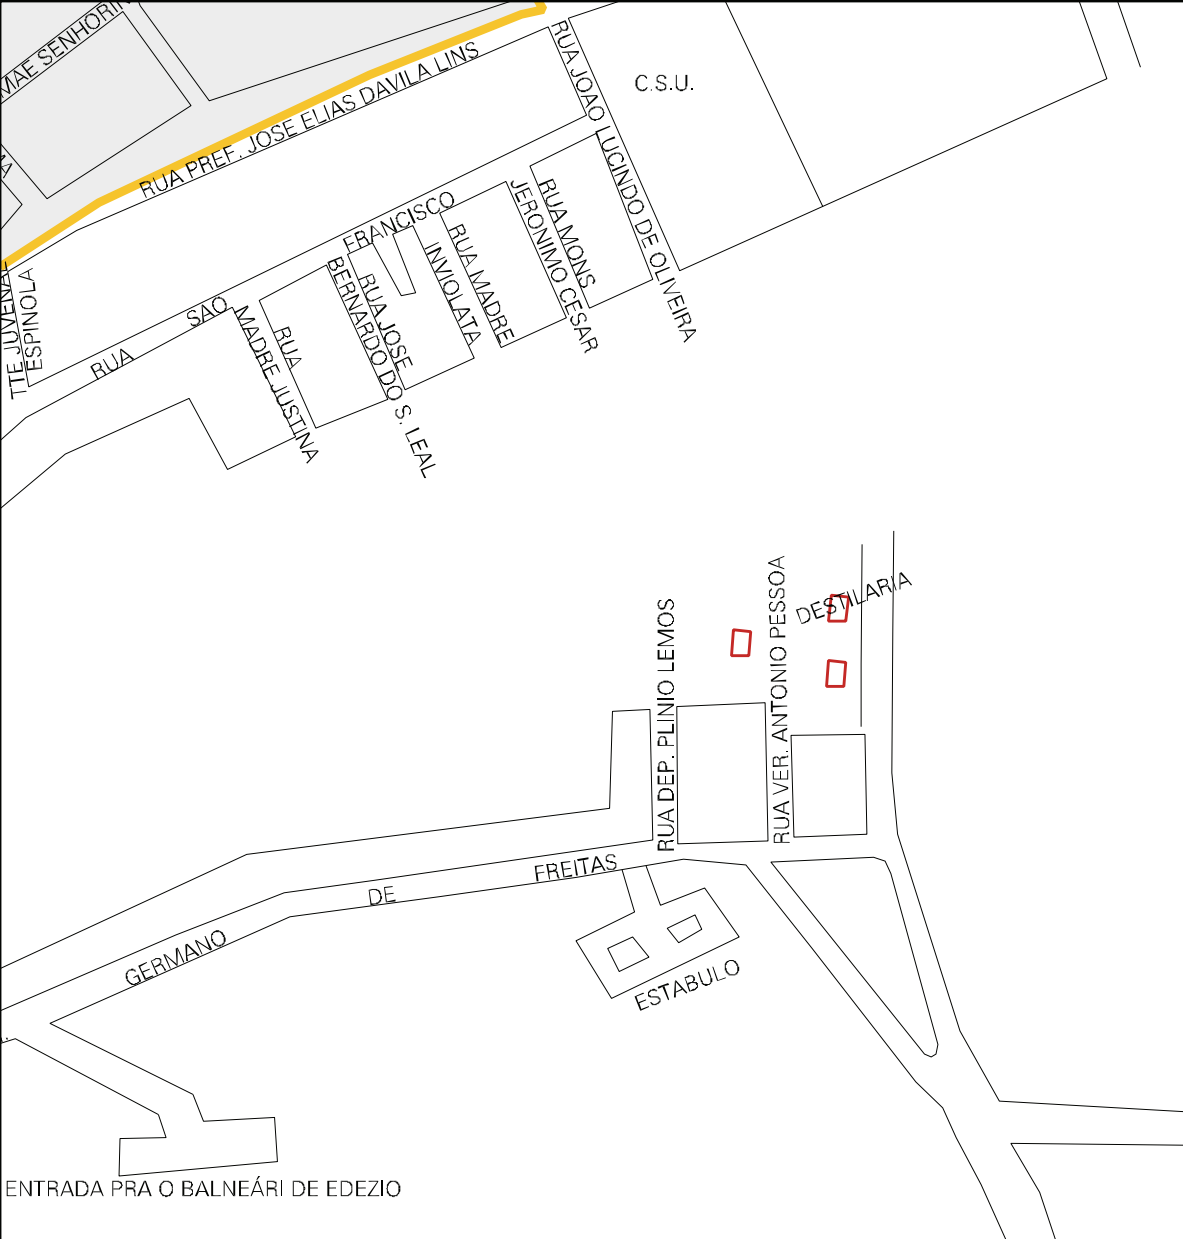 MAE SENHORIN
RUA JOAO LUCINDO DE OLIVEIRA
C.S.U.
RUA PREF. JOSE ELIAS DAVILA LINS
RUA SAO FRANCISCO
TTE JUVENAL
ESPINOLA
RUA MONS
JERONIMO CESAR
RUA MADRE
INVIOLATA
RUA JOSE
BERNARDO DO S. LEAL
RUA
MADRE JUSTINA
DESTILARIA
RUA DEP. PLINIO LEMOS
RUA VER. ANTONIO PESSOA
GERMANO DE FREITAS
ESTABULO
ENTRADA PRA O BALNEÁRI DE EDEZIO